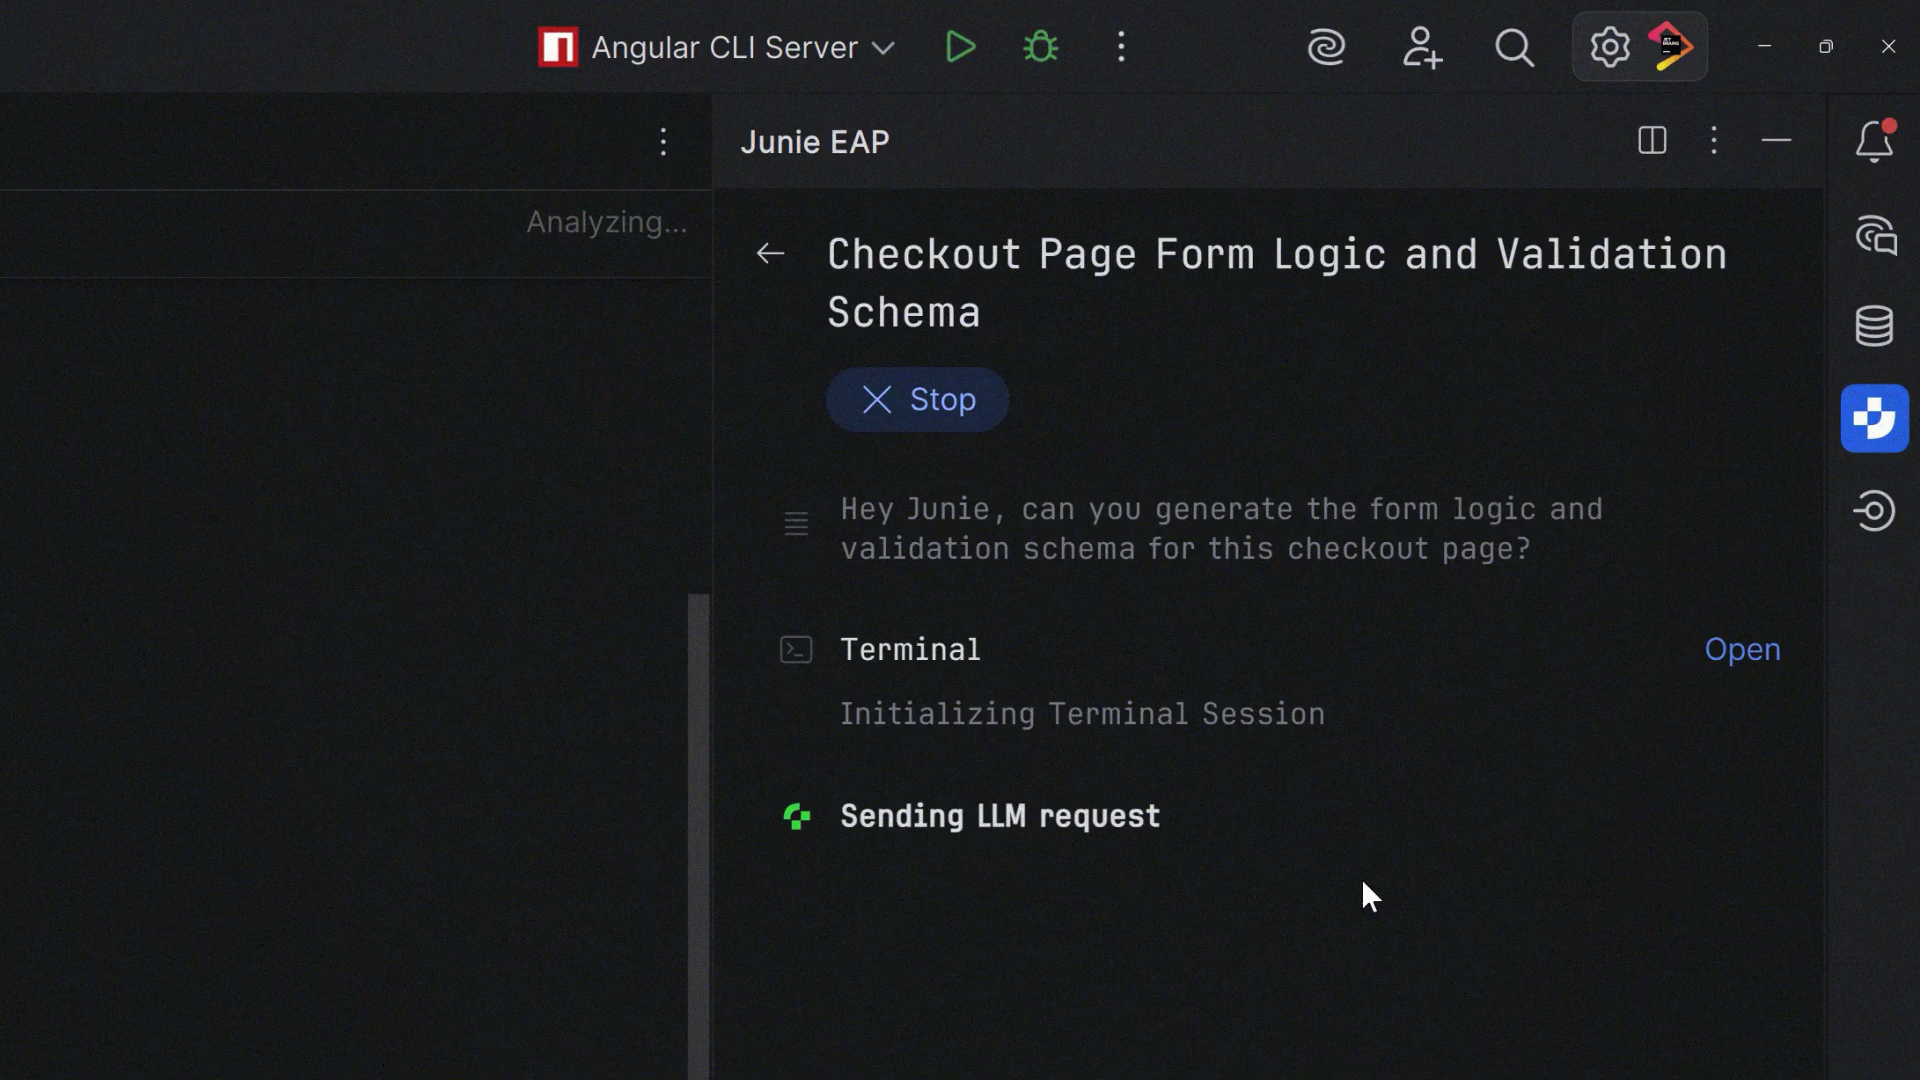 Angular CLI Server
Junie EAP
Analyzing...
Checkout Page Form Logic and Validation
Schema
Stop
Hey Junie, can you generate the form logic and
validation schema for this checkout page?
Terminal
Open
Initializing Terminal Session
Sending LLM request